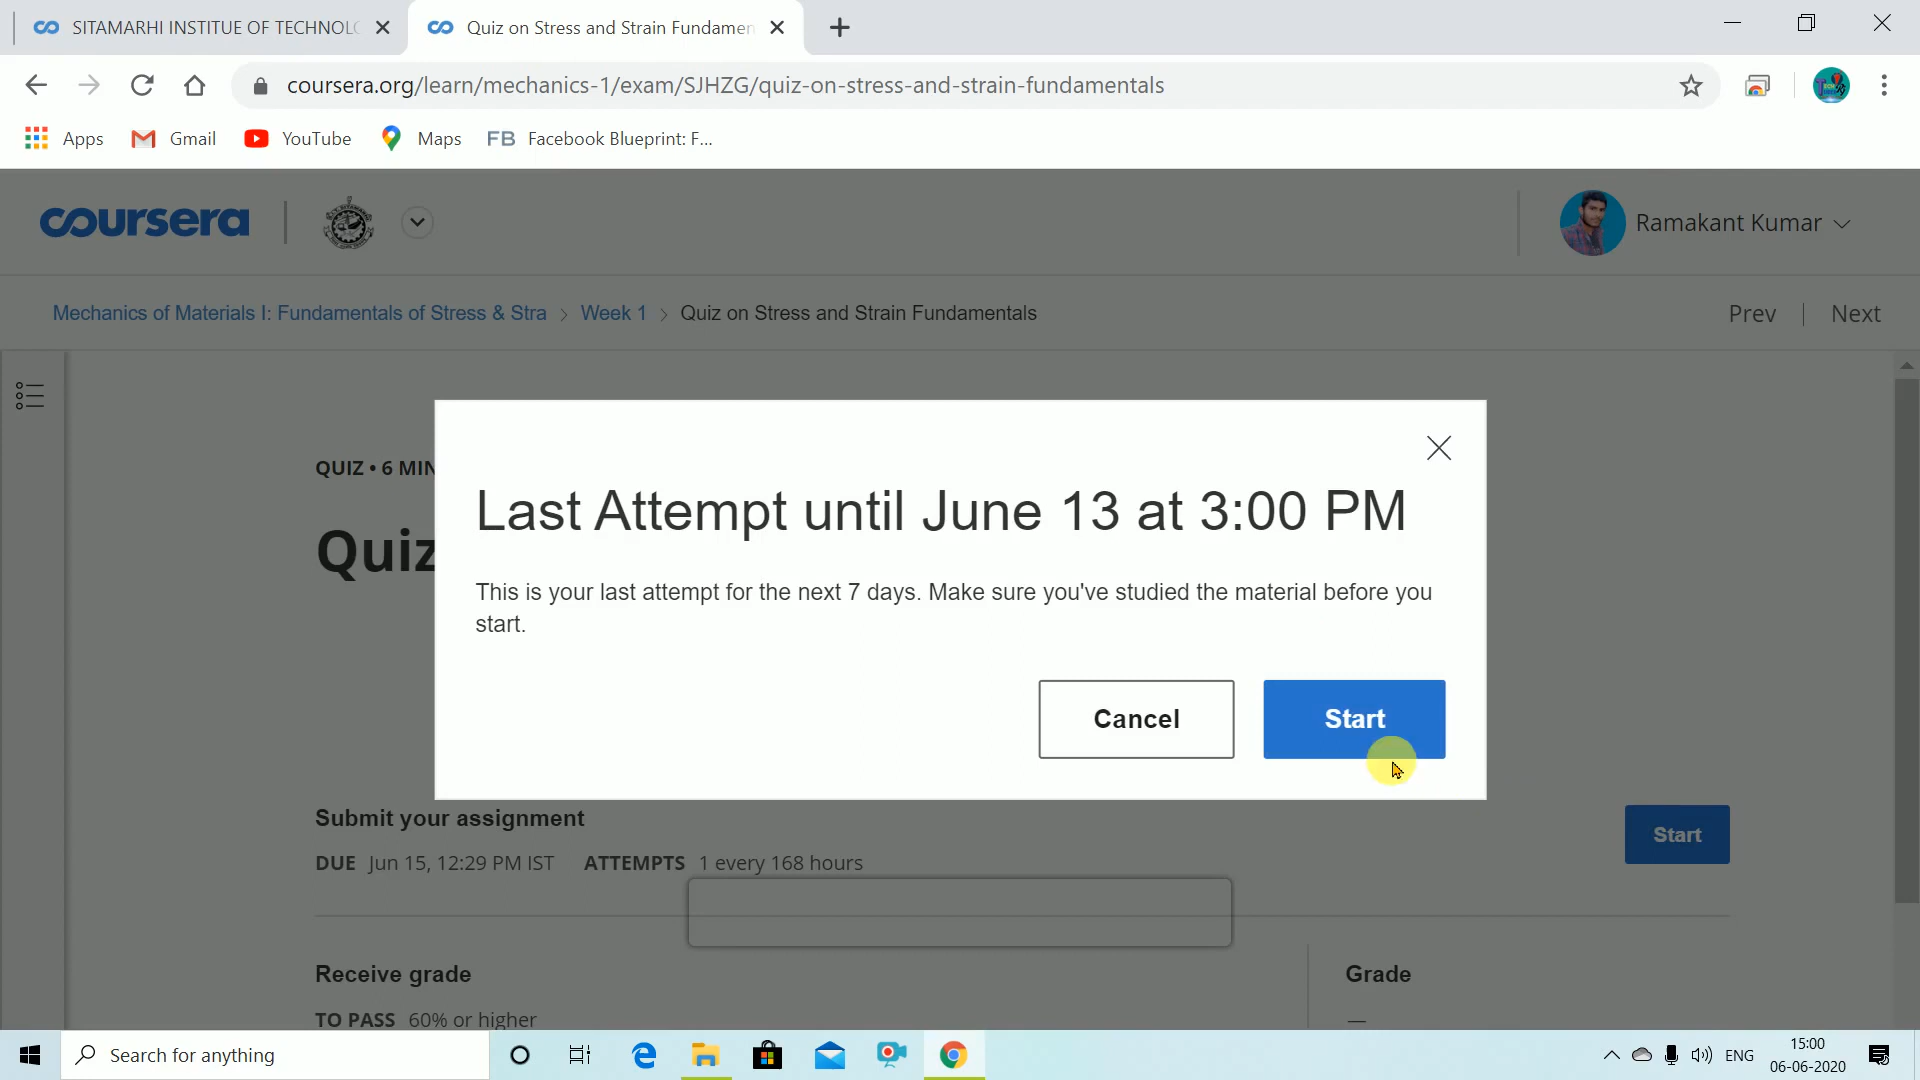 SITAMARHI INSTITUE OF TECHNOLO
Quiz on Stress and Strain Fundamen
coursera.org/learn/mechanics-1/exam/SJHZG/quiz-on-stress-and-strain-fundamentals
Apps Gmail YouTube Maps FB Facebook Blueprint: F...
coursera
Ramakant Kumar
Mechanics of Materials I: Fundamentals of Stress & Stra > Week 1 > Quiz on Stress and Strain Fundamentals
Prev | Next
QUIZ • 6 MIN
Quiz
Last Attempt until June 13 at 3:00 PM
This is your last attempt for the next 7 days. Make sure you've studied the material before you
start.
Cancel
Start
Submit your assignment
DUE Jun 15, 12:29 PM IST ATTEMPTS 1 every 168 hours
Start
Receive grade
TO PASS 60% or higher
Grade
—
Search for anything
ENG
15:00
06-06-2020